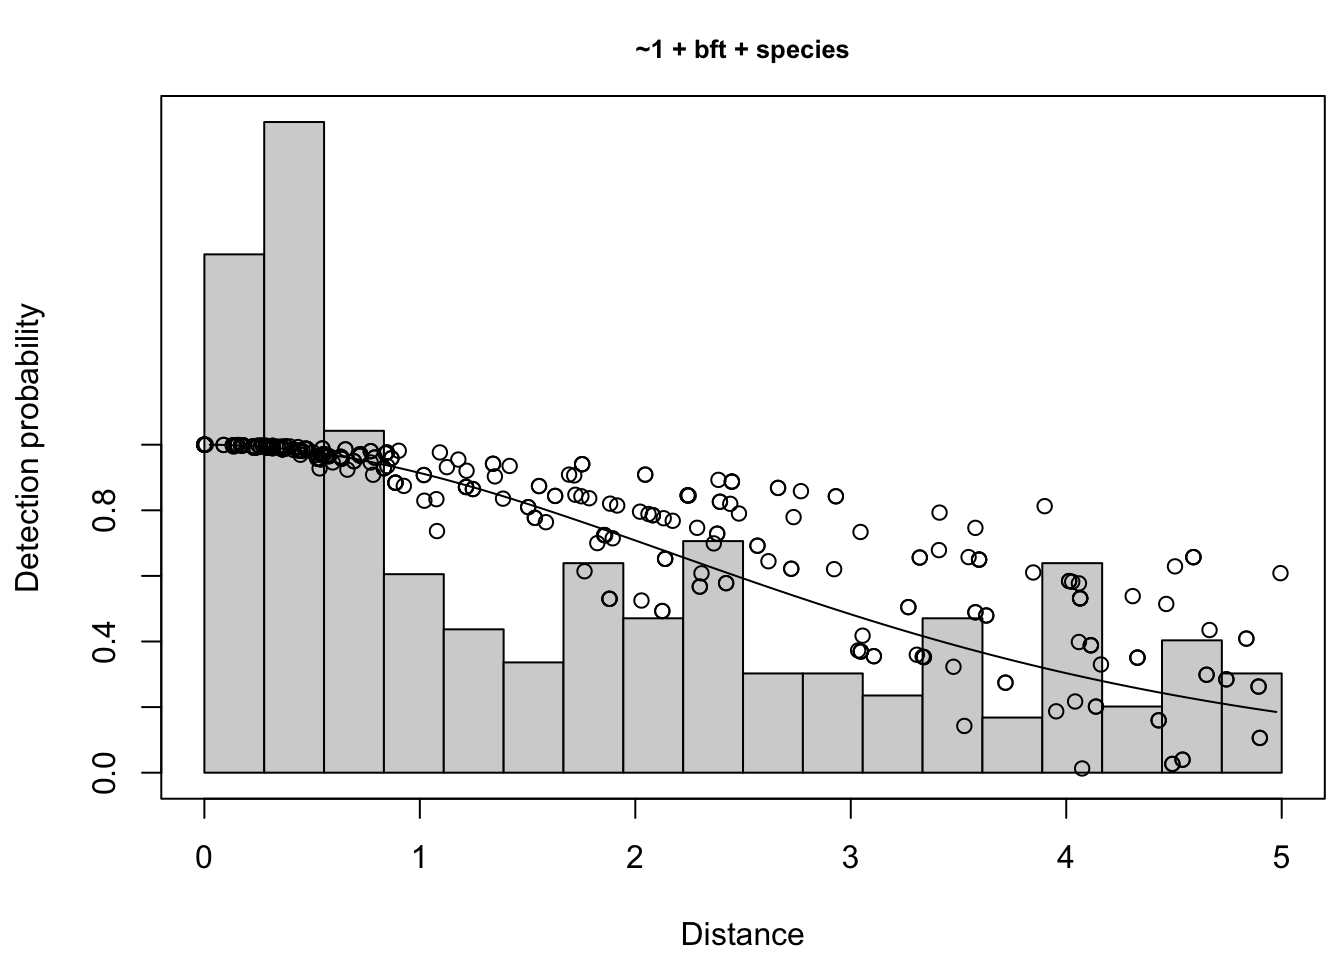 ~1 + bft + species
Detection probability
0.8
0.4
0.0
0 1 2 3 4 5
Distance